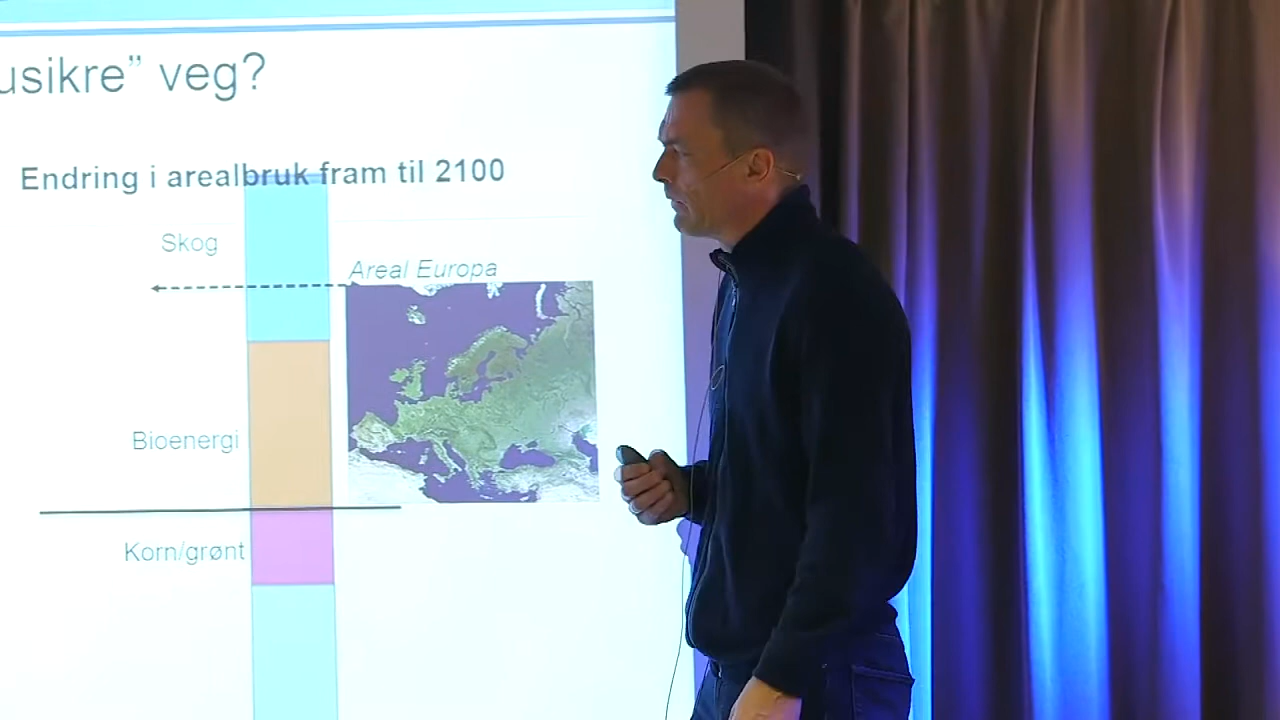 usikre” veg?
Endring i arealbruk fram til 2100
Skog
Areal Europa
Bioenergi
Korn/grønt